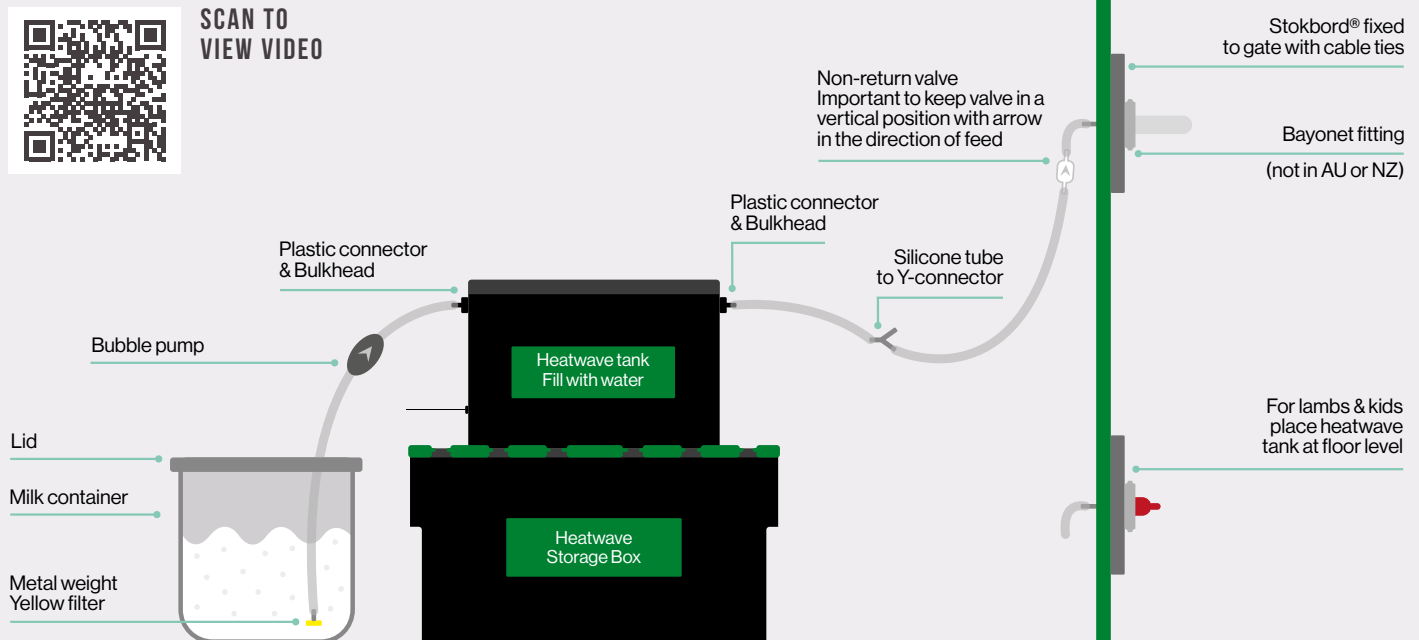 SCAN TO
VIEW VIDEO
Stokbord® fixed
to gate with cable ties
Non-return valve
Important to keep valve in a
vertical position with arrow
in the direction of feed
Bayonet fitting
(not in AU or NZ)
Plastic connector
& Bulkhead
Plastic connector
& Bulkhead
Silicone tube
to Y-connector
Bubble pump
Heatwave tank
Fill with water
For lambs & kids
place heatwave
tank at floor level
Lid
Milk container
Heatwave
Storage Box
Metal weight
Yellow filter